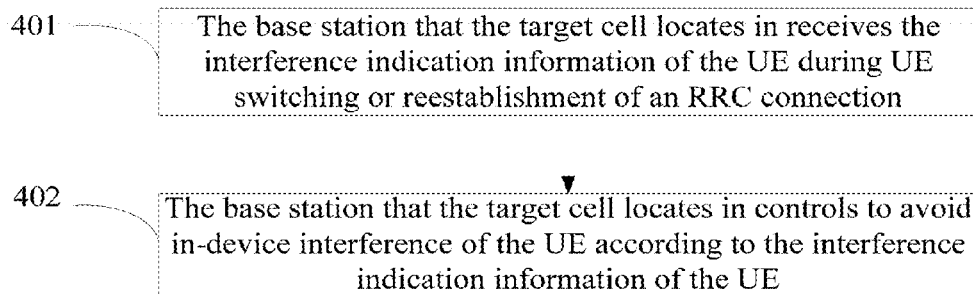 401
The base station that the target cell locates in receives the
interference indication information of the UE during UE
switching or reestablishment of an RRC connection
402
The base station that the target cell locates in controls to avoid
in-device interference of the UE according to the interference
indication information of the UE